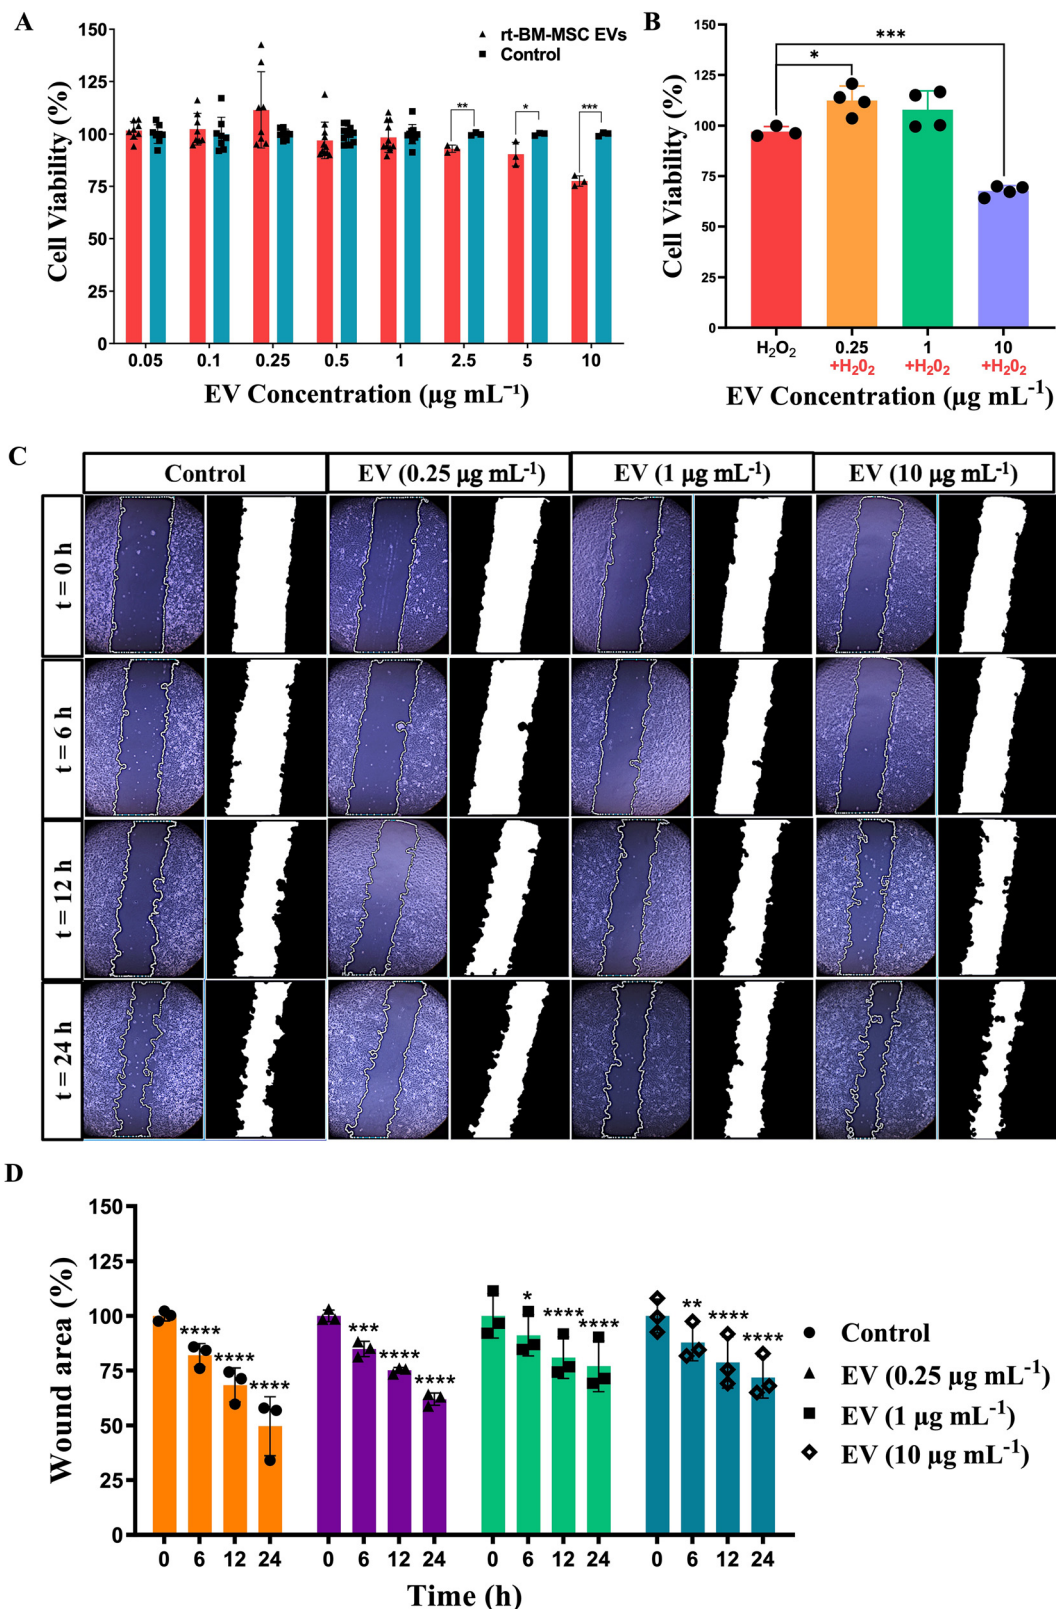 A
150
125
100
75
50
25
0
Cell Viability (%)
▲ rt-BM-MSC EVs
■ Control
**
*
***
0.05 0.1 0.25 0.5 1 2.5 5 10
EV Concentration (µg mL⁻¹)
B
150
125
100
75
50
25
0
Cell Viability (%)
***
*
H₂O₂ 0.25 1 10
+H₂0₂ +H₂0₂ +H₂0₂
EV Concentration (µg mL⁻¹)
C
Control EV (0.25 µg mL⁻¹) EV (1 µg mL⁻¹) EV (10 µg mL⁻¹)
t = 0 h
t = 6 h
t = 12 h
t = 24 h
D
150
125
100
75
50
25
0
Wound area (%)
**** **** ****
*** **** ****
* **** ****
** **** ****
0 6 12 24 0 6 12 24 0 6 12 24 0 6 12 24
Time (h)
Control
EV (0.25 µg mL⁻¹)
EV (1 µg mL⁻¹)
EV (10 µg mL⁻¹)